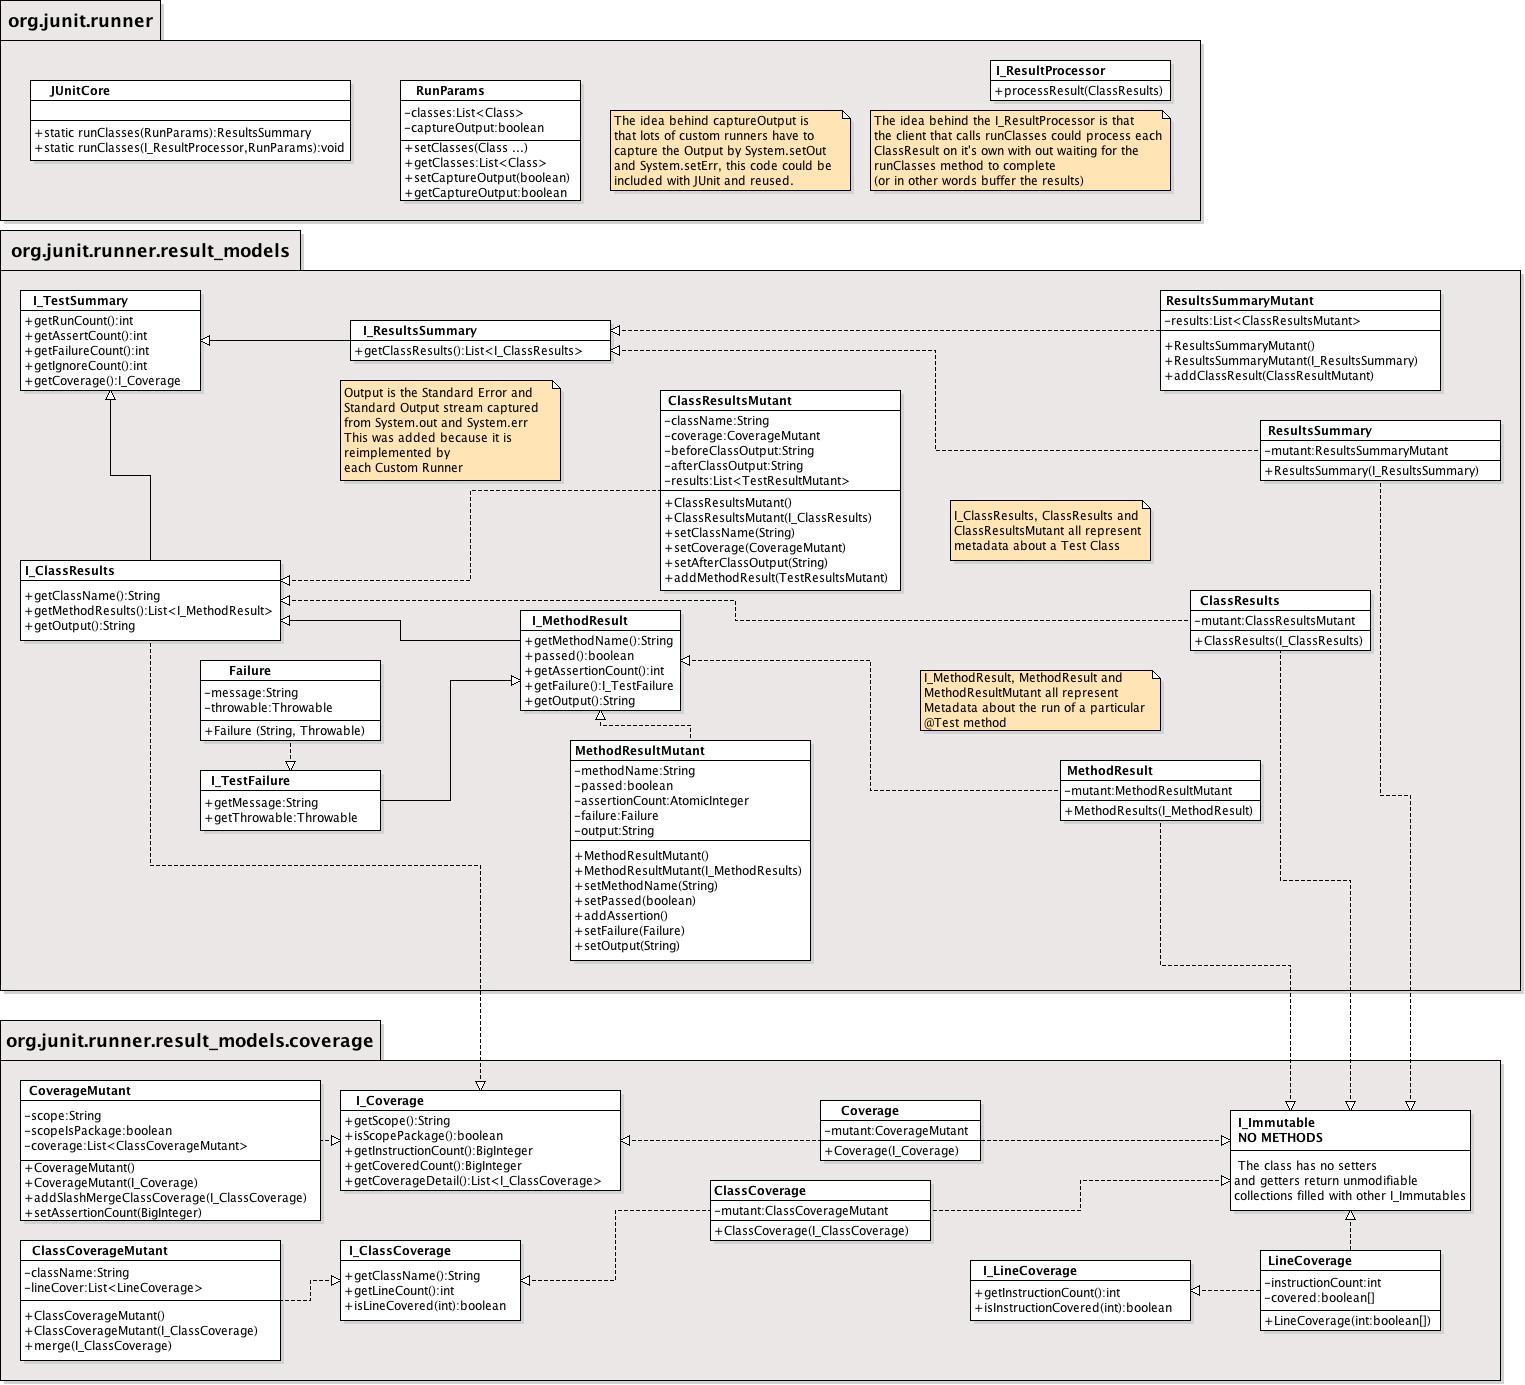 org.junit.runner
JUnitCore
+static runClasses(RunParams):ResultsSummary
+static runClasses(I_ResultProcessor,RunParams):void
RunParams
-classes:List<Class>
-captureOutput:boolean
+setClasses(Class ...)
+getClasses:List<Class>
+setCaptureOutput(boolean)
+getCaptureOutput:boolean
The idea behind captureOutput is
that lots of custom runners have to
capture the Output by System.setOut
and System.setErr, this code could be
included with JUnit and reused.
I_ResultProcessor
+processResult(ClassResults)
The idea behind the I_ResultProcessor is that
the client that calls runClasses could process each
ClassResult on it's own with out waiting for the
runClasses method to complete
(or in other words buffer the results)
org.junit.runner.result_models
I_TestSummary
+getRunCount():int
+getAssertCount():int
+getFailureCount():int
+getIgnoreCount():int
+getCoverage():I_Coverage
I_ResultsSummary
+getClassResults():List<I_ClassResults>
ResultsSummaryMutant
-results:List<ClassResultsMutant>
+ResultsSummaryMutant()
+ResultsSummaryMutant(I_ResultsSummary)
+addClassResult(ClassResultMutant)
Output is the Standard Error and
Standard Output stream captured
from System.out and System.err
This was added because it is
reimplemented by
each Custom Runner
ClassResultsMutant
-className:String
-coverage:CoverageMutant
-beforeClassOutput:String
-afterClassOutput:String
-results:List<TestResultMutant>
+ClassResultsMutant()
+ClassResultsMutant(I_ClassResults)
+setClassName(String)
+setCoverage(CoverageMutant)
+setAfterClassOutput(String)
+addMethodResult(TestResultsMutant)
ResultsSummary
-mutant:ResultsSummaryMutant
+ResultsSummary(I_ResultsSummary)
I_ClassResults, ClassResults and
ClassResultsMutant all represent
metadata about a Test Class
I_ClassResults
+getClassName():String
+getMethodResults():List<I_MethodResult>
+getOutput():String
I_MethodResult
+getMethodName():String
+passed():boolean
+getAssertionCount():int
+getFailure():I_TestFailure
+getOutput():String
ClassResults
-mutant:ClassResultsMutant
+ClassResults(I_ClassResults)
Failure
-message:String
-throwable:Throwable
+Failure (String, Throwable)
I_MethodResult, MethodResult and
MethodResultMutant all represent
Metadata about the run of a particular
@Test method
I_TestFailure
+getMessage:String
+getThrowable:Throwable
MethodResultMutant
-methodName:String
-passed:boolean
-assertionCount:AtomicInteger
-failure:Failure
-output:String
+MethodResultMutant()
+MethodResultMutant(I_MethodResults)
+setMethodName(String)
+setPassed(boolean)
+addAssertion()
+setFailure(Failure)
+setOutput(String)
MethodResult
-mutant:MethodResultMutant
+MethodResults(I_MethodResult)
org.junit.runner.result_models.coverage
CoverageMutant
-scope:String
-scopeIsPackage:boolean
-coverage:List<ClassCoverageMutant>
+CoverageMutant()
+CoverageMutant(I_Coverage)
+addSlashMergeClassCoverage(I_ClassCoverage)
+setAssertionCount(BigInteger)
I_Coverage
+getScope():String
+isScopePackage():boolean
+getInstructionCount():BigInteger
+getCoveredCount():BigInteger
+getCoverageDetail():List<I_ClassCoverage>
Coverage
-mutant:CoverageMutant
+Coverage(I_Coverage)
I_Immutable
NO METHODS
The class has no setters
and getters return unmodifiable
collections filled with other I_Immutables
ClassCoverage
-mutant:ClassCoverageMutant
+ClassCoverage(I_ClassCoverage)
ClassCoverageMutant
-className:String
-lineCover:List<LineCoverage>
+ClassCoverageMutant()
+ClassCoverageMutant(I_ClassCoverage)
+merge(I_ClassCoverage)
I_ClassCoverage
+getClassName():String
+getLineCount():int
+isLineCovered(int):boolean
I_LineCoverage
+getInstructionCount():int
+isInstructionCovered(int):boolean
LineCoverage
-instructionCount:int
-covered:boolean[]
+LineCoverage(int:boolean[])